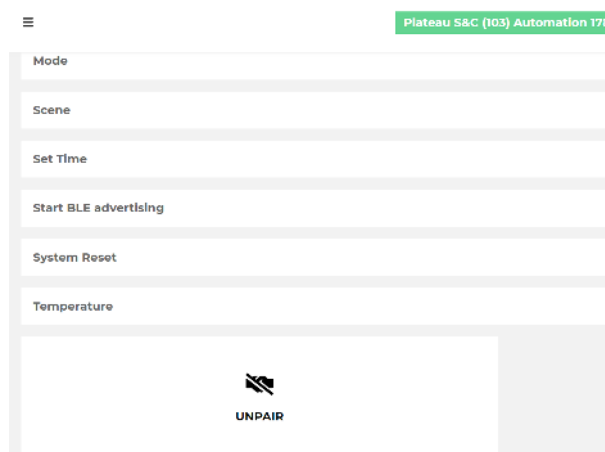 Plateau S&C (103) Automation
Mode
Scene
Set Time
Start BLE advertising
System Reset
Temperature
UNPAIR